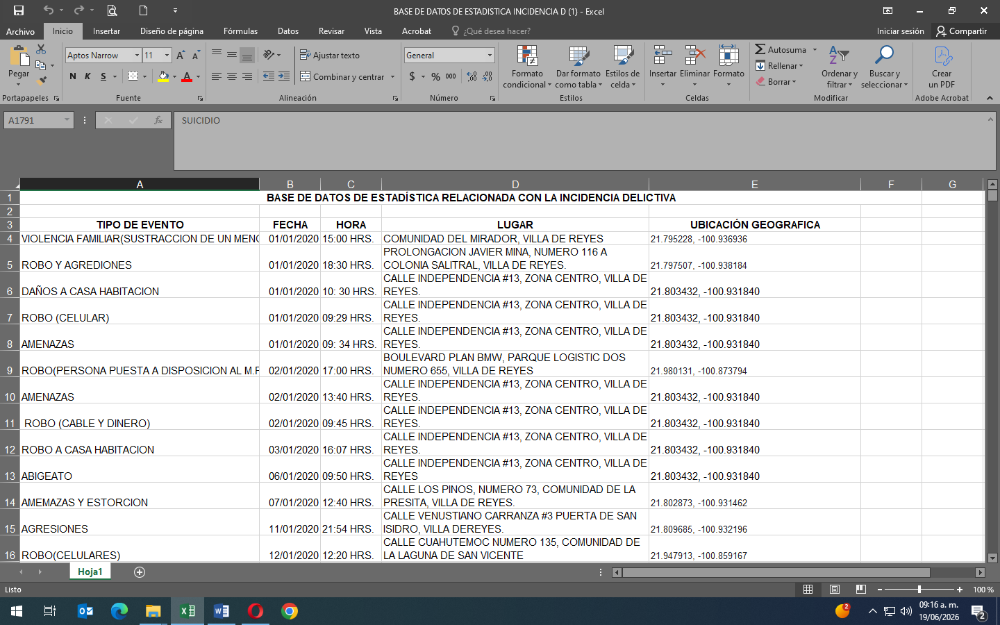 BASE DE DATOS DE ESTADISTICA INCIDENCIA D (1) - Excel
Archivo Inicio Insertar Diseño de página Fórmulas Datos Revisar Vista Acrobat ¿Qué desea hacer? Iniciar sesión Compartir
Pegar
Portapapeles
Aptos Narrow 11
N K S
Fuente
Ajustar texto
Combinar y centrar
Alineación
General
$ % 000
Número
Formato condicional
Dar formato como tabla
Estilos de celda
Estilos
Insertar Eliminar Formato
Celdas
Autosuma
Rellenar
Borrar
Ordenar y filtrar
Buscar y seleccionar
Modificar
Crear un PDF
Adobe Acrobat
A1791 fx SUICIDIO
A B C D E F G
1 BASE DE DATOS DE ESTADÍSTICA RELACIONADA CON LA INCIDENCIA DELICTIVA
2
3 TIPO DE EVENTO FECHA HORA LUGAR UBICACIÓN GEOGRAFICA
4 VIOLENCIA FAMILIAR(SUSTRACCION DE UN MENO 01/01/2020 15:00 HRS. COMUNIDAD DEL MIRADOR, VILLA DE REYES 21.795228, -100.936936
PROLONGACION JAVIER MINA, NUMERO 116 A
5 ROBO Y AGREDIONES 01/01/2020 18:30 HRS. COLONIA SALITRAL, VILLA DE REYES. 21.797507, -100.938184
CALLE INDEPENDENCIA #13, ZONA CENTRO, VILLA DE
6 DAÑOS A CASA HABITACION 01/01/2020 10: 30 HRS. REYES. 21.803432, -100.931840
CALLE INDEPENDENCIA #13, ZONA CENTRO, VILLA DE
7 ROBO (CELULAR) 01/01/2020 09:29 HRS. REYES. 21.803432, -100.931840
CALLE INDEPENDENCIA #13, ZONA CENTRO, VILLA DE
8 AMENAZAS 01/01/2020 09: 34 HRS. REYES. 21.803432, -100.931840
BOULEVARD PLAN BMW, PARQUE LOGISTIC DOS
9 ROBO(PERSONA PUESTA A DISPOSICION AL M.F 02/01/2020 17:00 HRS. NUMERO 655, VILLA DE REYES 21.980131, -100.873794
CALLE INDEPENDENCIA #13, ZONA CENTRO, VILLA DE
10 AMENAZAS 02/01/2020 13:40 HRS. REYES. 21.803432, -100.931840
CALLE INDEPENDENCIA #13, ZONA CENTRO, VILLA DE
11 ROBO (CABLE Y DINERO) 02/01/2020 09:45 HRS. REYES. 21.803432, -100.931840
CALLE INDEPENDENCIA #13, ZONA CENTRO, VILLA DE
12 ROBO A CASA HABITACION 03/01/2020 16:07 HRS. REYES. 21.803432, -100.931840
CALLE INDEPENDENCIA #13, ZONA CENTRO, VILLA DE
13 ABIGEATO 06/01/2020 09:50 HRS. REYES 21.803432, -100.931840
CALLE LOS PINOS, NUMERO 73, COMUNIDAD DE LA
14 AMEMAZAS Y ESTORCION 07/01/2020 12:40 HRS. PRESITA, VILLA DE REYES. 21.802873, -100.931462
CALLE VENUSTIANO CARRANZA #3 PUERTA DE SAN
15 AGRESIONES 11/01/2020 21:54 HRS. ISIDRO, VILLA DEREYES. 21.809685, -100.932196
CALLE CUAHUTEMOC NUMERO 135, COMUNIDAD DE
16 ROBO(CELULARES) 12/01/2020 12:20 HRS. LA LAGUNA DE SAN VICENTE 21.947913, -100.859167
Hoja1
Listo 100 %
09:16 a. m.
19/06/2026
2
2